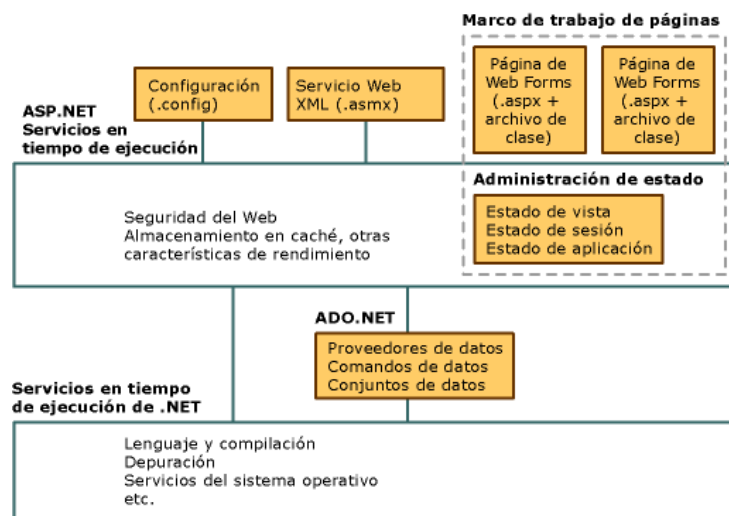 Marco de trabajo de páginas
Configuración
(.config)
Servicio Web
XML (.asmx)
Página de
Web Forms
(.aspx +
archivo de
clase)
Página de
Web Forms
(.aspx +
archivo de
clase)
ASP.NET
Servicios en
tiempo de ejecución
Seguridad del Web
Almacenamiento en caché, otras
características de rendimiento
Administración de estado
Estado de vista
Estado de sesión
Estado de aplicación
ADO.NET
Proveedores de datos
Comandos de datos
Conjuntos de datos
Servicios en tiempo
de ejecución de .NET
Lenguaje y compilación
Depuración
Servicios del sistema operativo
etc.